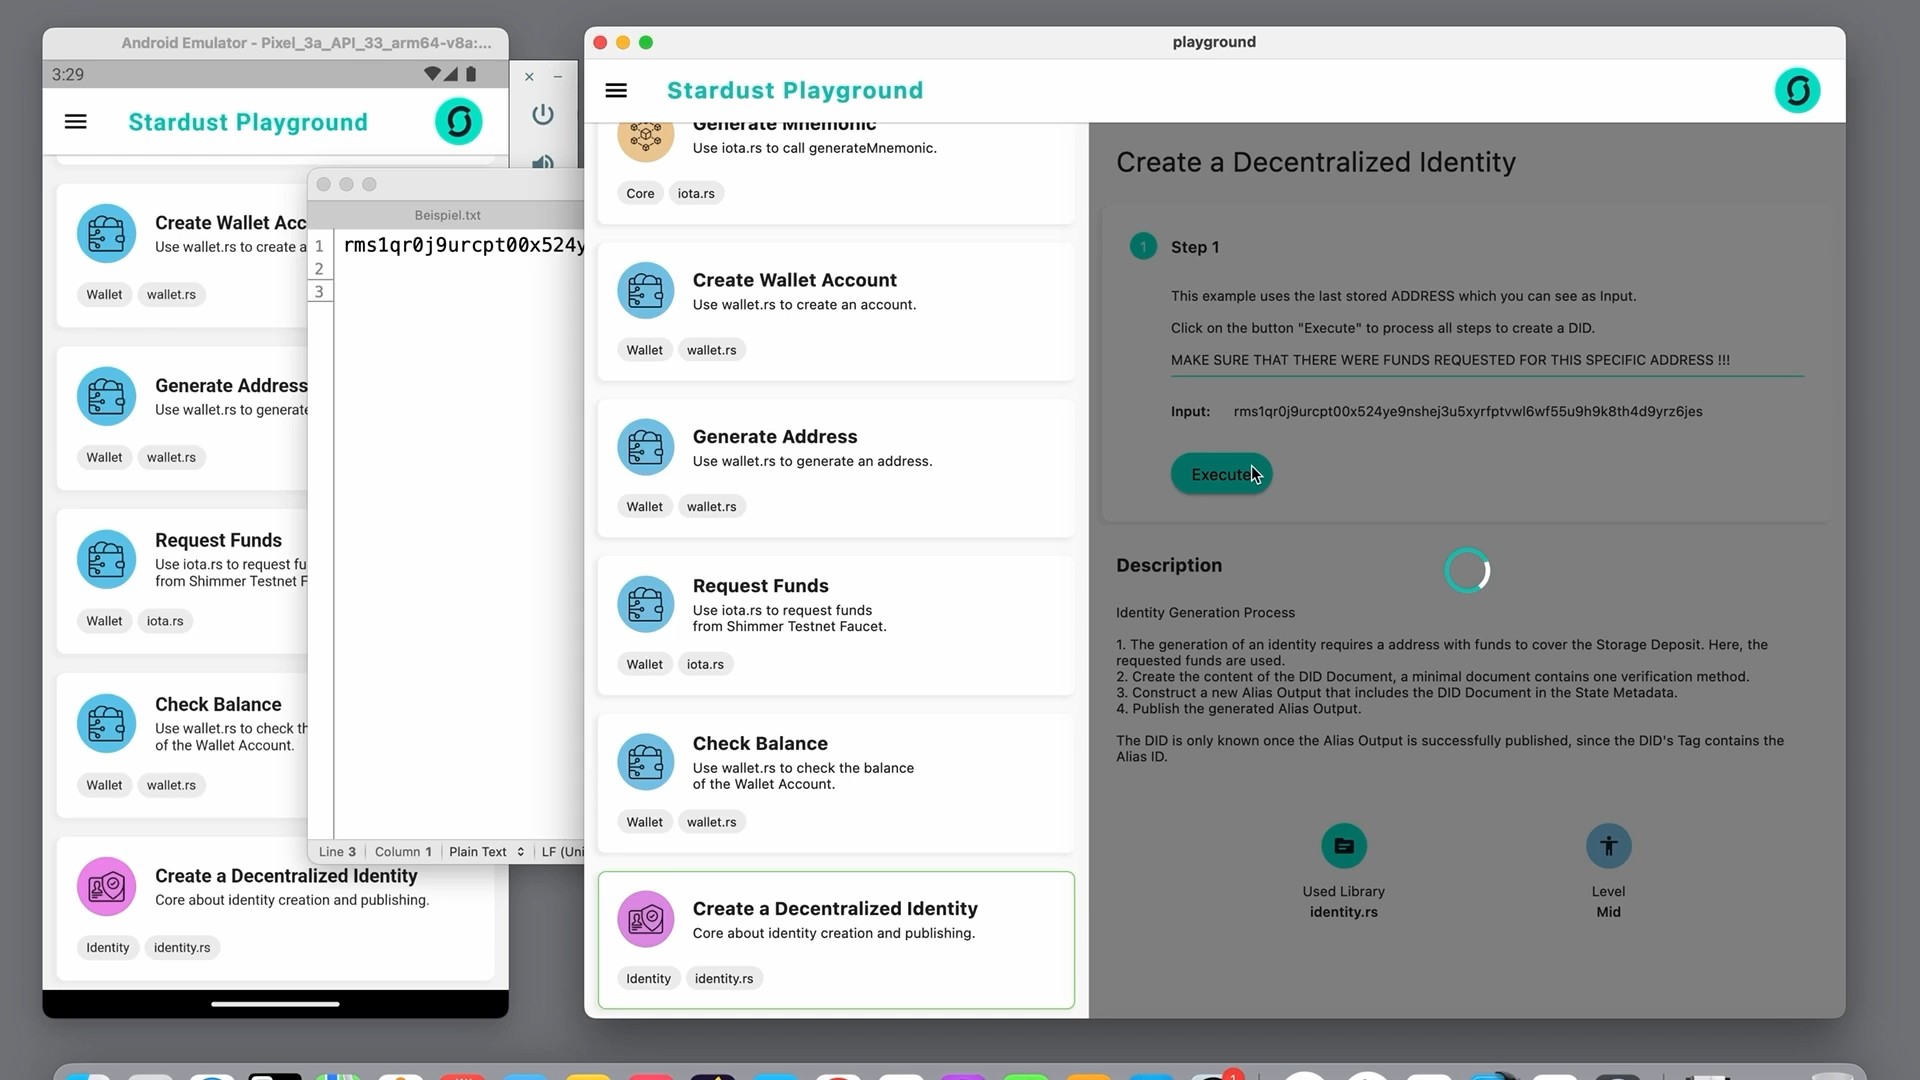 Android Emulator - Pixel_3a_API_33_arm64-v8a:...
3:29
Stardust Playground
Create Wallet Acc
Use wallet.rs to create a
Wallet wallet.rs
Generate Address
Use wallet.rs to generate
Wallet wallet.rs
Request Funds
Use iota.rs to request fu
from Shimmer Testnet F
Wallet iota.rs
Check Balance
Use wallet.rs to check th
of the Wallet Account.
Wallet wallet.rs
Create a Decentralized Identity
Core about identity creation and publishing.
Identity identity.rs
Beispiel.txt
1 rms1qr0j9urcpt00x524y
2
3
Line 3 Column 1 Plain Text LF (Uni
playground
Stardust Playground
Generate Mnemonic
Use iota.rs to call generateMnemonic.
Core iota.rs
Create Wallet Account
Use wallet.rs to create an account.
Wallet wallet.rs
Generate Address
Use wallet.rs to generate an address.
Wallet wallet.rs
Request Funds
Use iota.rs to request funds
from Shimmer Testnet Faucet.
Wallet iota.rs
Check Balance
Use wallet.rs to check the balance
of the Wallet Account.
Wallet wallet.rs
Create a Decentralized Identity
Core about identity creation and publishing.
Identity identity.rs
Create a Decentralized Identity
1 Step 1
This example uses the last stored ADDRESS which you can see as Input.
Click on the button "Execute" to process all steps to create a DID.
MAKE SURE THAT THERE WERE FUNDS REQUESTED FOR THIS SPECIFIC ADDRESS !!!
Input: rms1qr0j9urcpt00x524ye9nshej3u5xyrfptvwl6wf55u9h9k8th4d9yrz6jes
Execute
Description
Identity Generation Process
1. The generation of an identity requires a address with funds to cover the Storage Deposit. Here, the
requested funds are used.
2. Create the content of the DID Document, a minimal document contains one verification method.
3. Construct a new Alias Output that includes the DID Document in the State Metadata.
4. Publish the generated Alias Output.
The DID is only known once the Alias Output is successfully published, since the DID's Tag contains the
Alias ID.
Used Library
identity.rs
Level
Mid
1